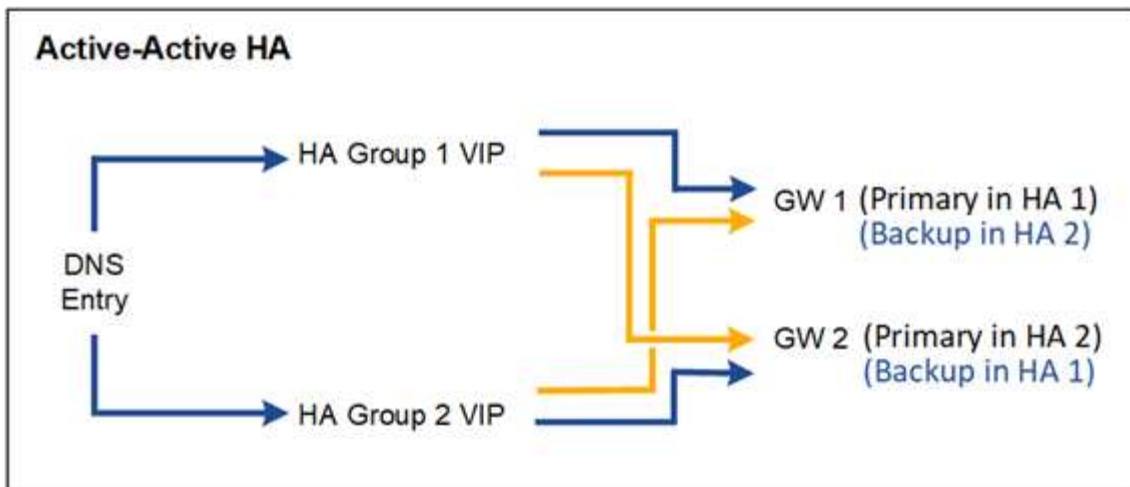 Active-Active HA
HA Group 1 VIP
GW 1 (Primary in HA 1)
(Backup in HA 2)
DNS
Entry
GW 2 (Primary in HA 2)
(Backup in HA 1)
HA Group 2 VIP